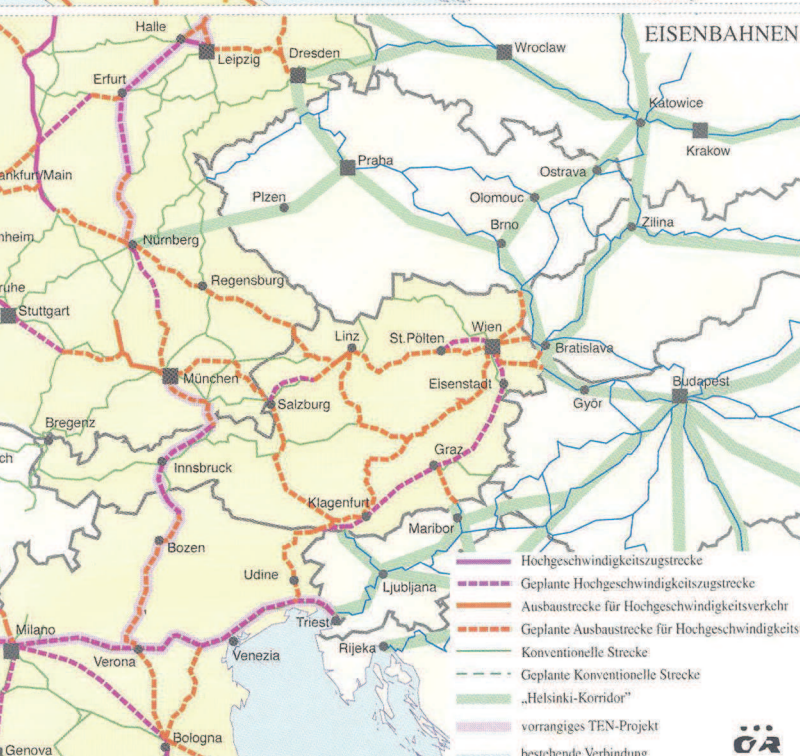 EISENBAHNEN
Halle
Leipzig
Dresden
Wroclaw
Erfurt
Katowice
Krakow
Praha
Ostrava
ankfurt/Main
Plzen
Olomouc
Brno
Zilina
nheim
Nürnberg
Regensburg
ruhe
Stuttgart
Linz
St.Pölten
Wien
Bratislava
München
Eisenstadt
Budapest
Salzburg
Györ
Bregenz
Graz
ch
Innsbruck
Klagenfurt
Maribor
Bozen
Udine
Ljubljana
Triest
Milano
Verona
Venezia
Rijeka
Bologna
Genova
Hochgeschwindigkeitszugstrecke
Geplante Hochgeschwindigkeitszugstrecke
Ausbaustrecke für Hochgeschwindigkeitsverkehr
Geplante Ausbaustrecke für Hochgeschwindigkeits
Konventionelle Strecke
Geplante Konventionelle Strecke
„Helsinki-Korridor"
vorrangiges TEN-Projekt
bestehende Verbindung